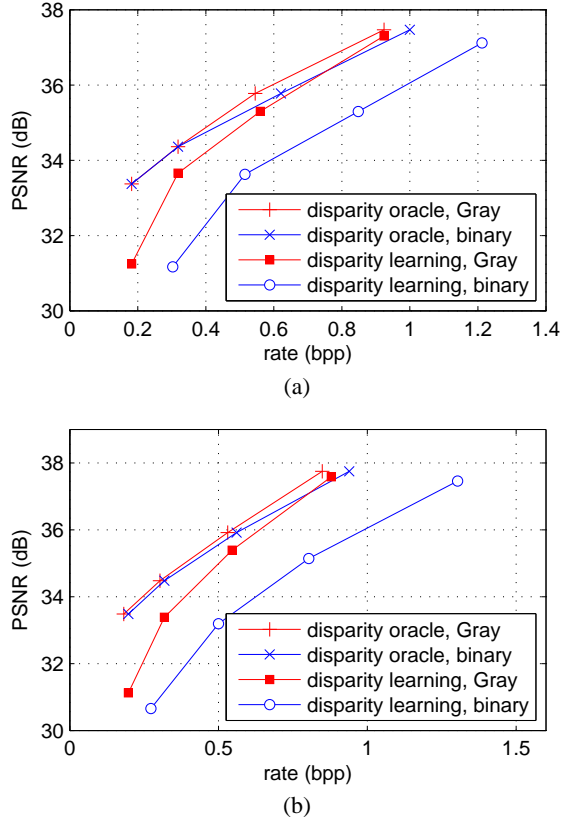 38
36
34
32
30
PSNR (dB)
0
0.2
0.4
0.6
0.8
1
1.2
1.4
rate (bpp)
disparity oracle, Gray
disparity oracle, binary
disparity learning, Gray
disparity learning, binary
(a)
38
36
34
32
30
PSNR (dB)
0
0.5
1
1.5
rate (bpp)
disparity oracle, Gray
disparity oracle, binary
disparity learning, Gray
disparity learning, binary
(b)